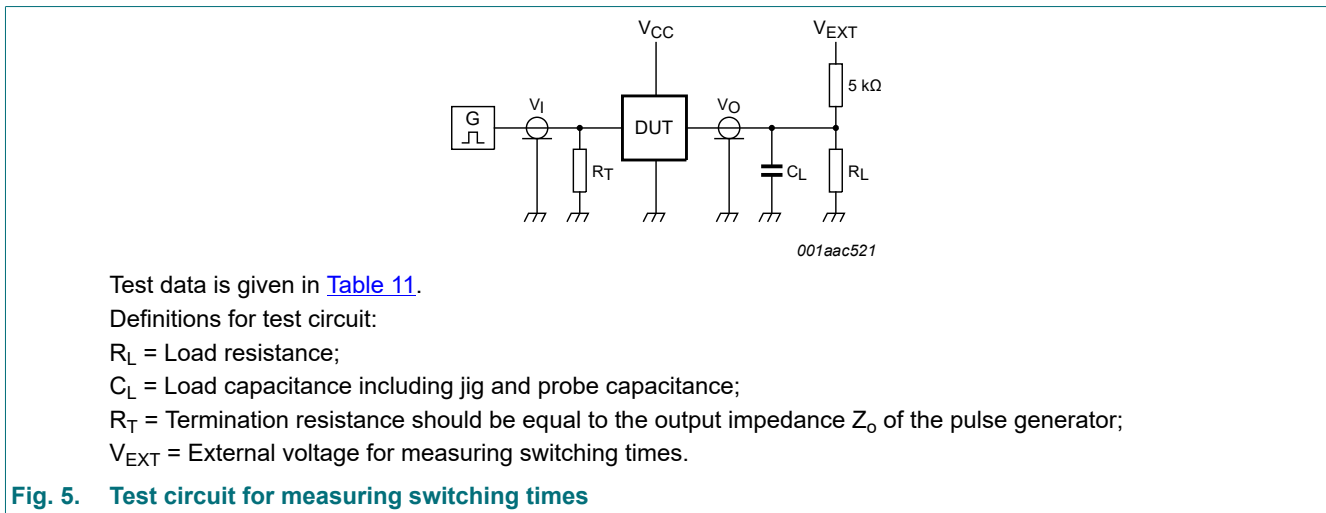 VCC
VEXT
5 kΩ
G
VI
DUT
VO
RT
CL
RL
001aac521
Test data is given in Table 11.
Definitions for test circuit:
RL = Load resistance;
CL = Load capacitance including jig and probe capacitance;
RT = Termination resistance should be equal to the output impedance Zo of the pulse generator;
VEXT = External voltage for measuring switching times.
Fig. 5. Test circuit for measuring switching times